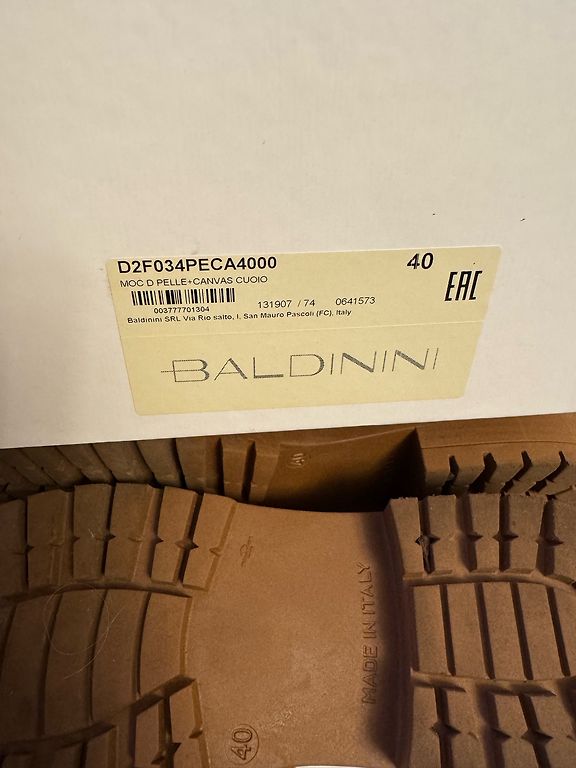 D2F034PECA4000 40
MOC D PELLE+CANVAS CUOIO
EAC
131907 / 74 0641573
003777701304
Baldinini SRL Via Rio salto, I. San Mauro Pascoli (FC), Italy
BALDININI
40
MADE IN ITALY
40